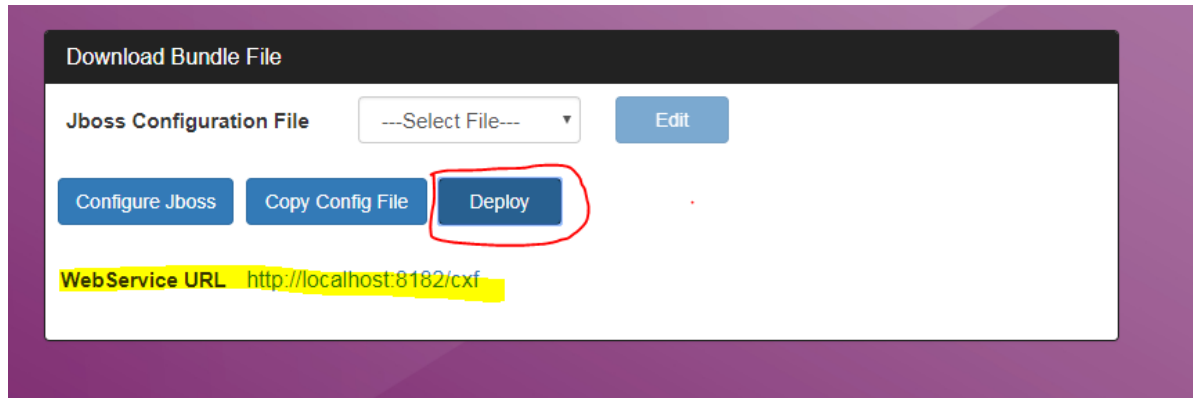 Download Bundle File
Jboss Configuration File ---Select File--- Edit
Configure Jboss Copy Config File Deploy
WebService URL http://localhost:8182/cxf